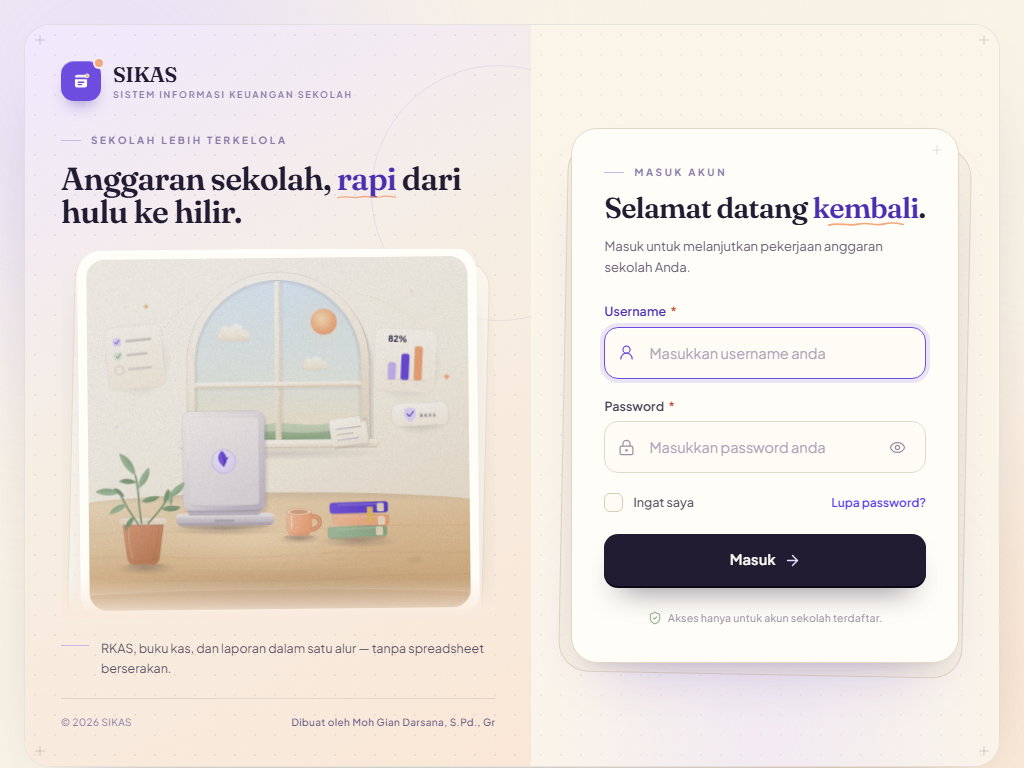 SIKAS
SISTEM INFORMASI KEUANGAN SEKOLAH
SEKOLAH LEBIH TERKELOLA
Anggaran sekolah, rapi dari
hulu ke hilir.
82%
RKAS, buku kas, dan laporan dalam satu alur — tanpa spreadsheet
berserakan.
© 2026 SIKAS
Dibuat oleh Moh Gian Darsana, S.Pd., Gr
MASUK AKUN
Selamat datang kembali.
Masuk untuk melanjutkan pekerjaan anggaran
sekolah Anda.
Username *
Masukkan username anda
Password *
Masukkan password anda
Ingat saya
Lupa password?
Masuk →
Akses hanya untuk akun sekolah terdaftar.